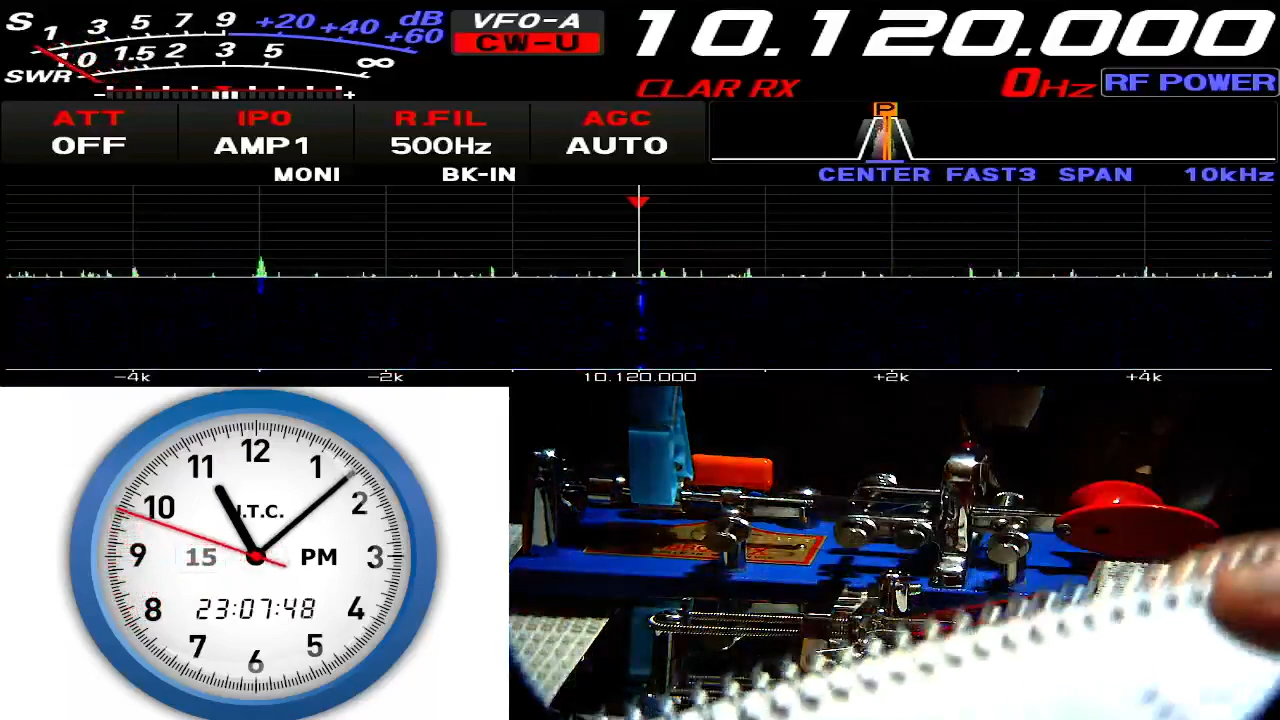 S 1 3 5 7 9 +20 +40 +60 dB
SWR 1.0 1.5 2 3 5 ∞
− +
VFO-A
CW-U
10.120.000
CLAR RX 0Hz RF POWER
ATT IPO R.FIL AGC
OFF AMP1 500Hz AUTO
P
MONI BK-IN
CENTER FAST3 SPAN 10kHz
-4k -2k 10.120.000 +2k +4k
12
11 1
10 2
U.T.C.
9 15 PM 3
8 23:07:48 4
7 5
6